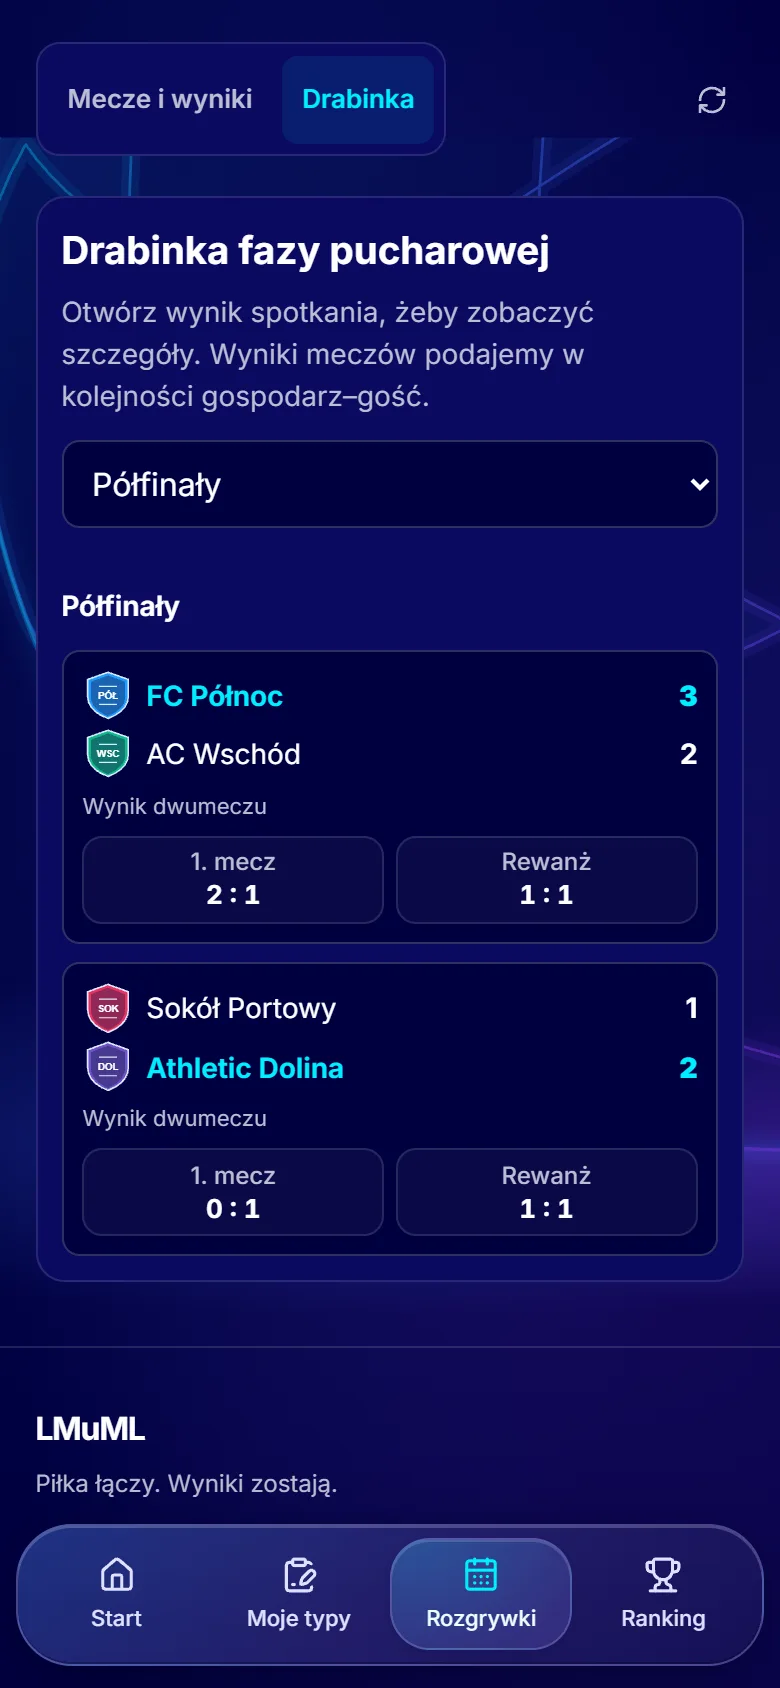 Mecze i wyniki
Drabinka
Drabinka fazy pucharowej
Otwórz wynik spotkania, żeby zobaczyć
szczegóły. Wyniki meczów podajemy w
kolejności gospodarz–gość.
Półfinały
Półfinały
PÓŁ FC Północ 3
WSC AC Wschód 2
Wynik dwumeczu
1. mecz
2 : 1
Rewanż
1 : 1
SOK Sokół Portowy 1
DOL Athletic Dolina 2
Wynik dwumeczu
1. mecz
0 : 1
Rewanż
1 : 1
LMuML
Piłka łączy. Wyniki zostają.
Start
Moje typy
Rozgrywki
Ranking